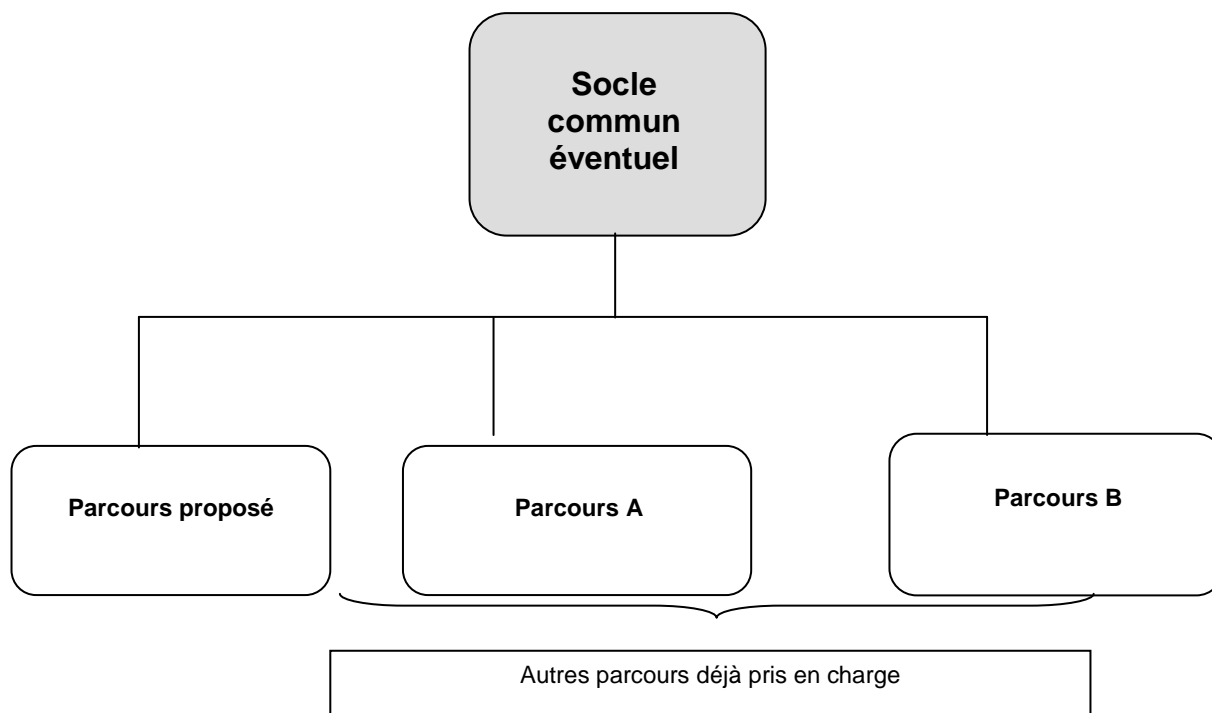 Socle
commun
éventuel
Parcours proposé
Parcours A
Parcours B
Autres parcours déjà pris en charge